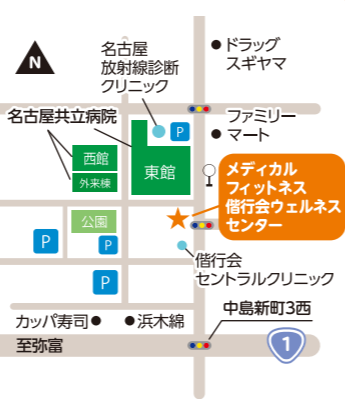 N
名古屋
放射線診断
クリニック
ドラッグ
スギヤマ
名古屋共立病院
P
ファミリー
マート
西館
外来棟
東館
メディカル
フィットネス
偕行会ウェルネス
センター
公園
P
P
偕行会
セントラルクリニック
P
中島新町3西
カッパ寿司
浜木綿
至弥富
1